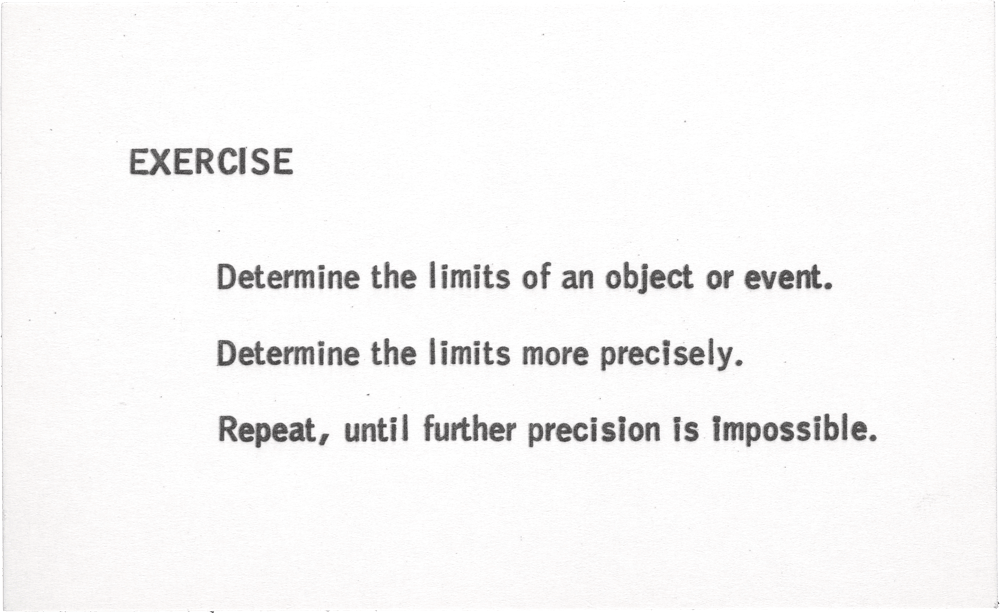 EXERCISE
Determine the limits of an object or event.
Determine the limits more precisely.
Repeat, until further precision is impossible.